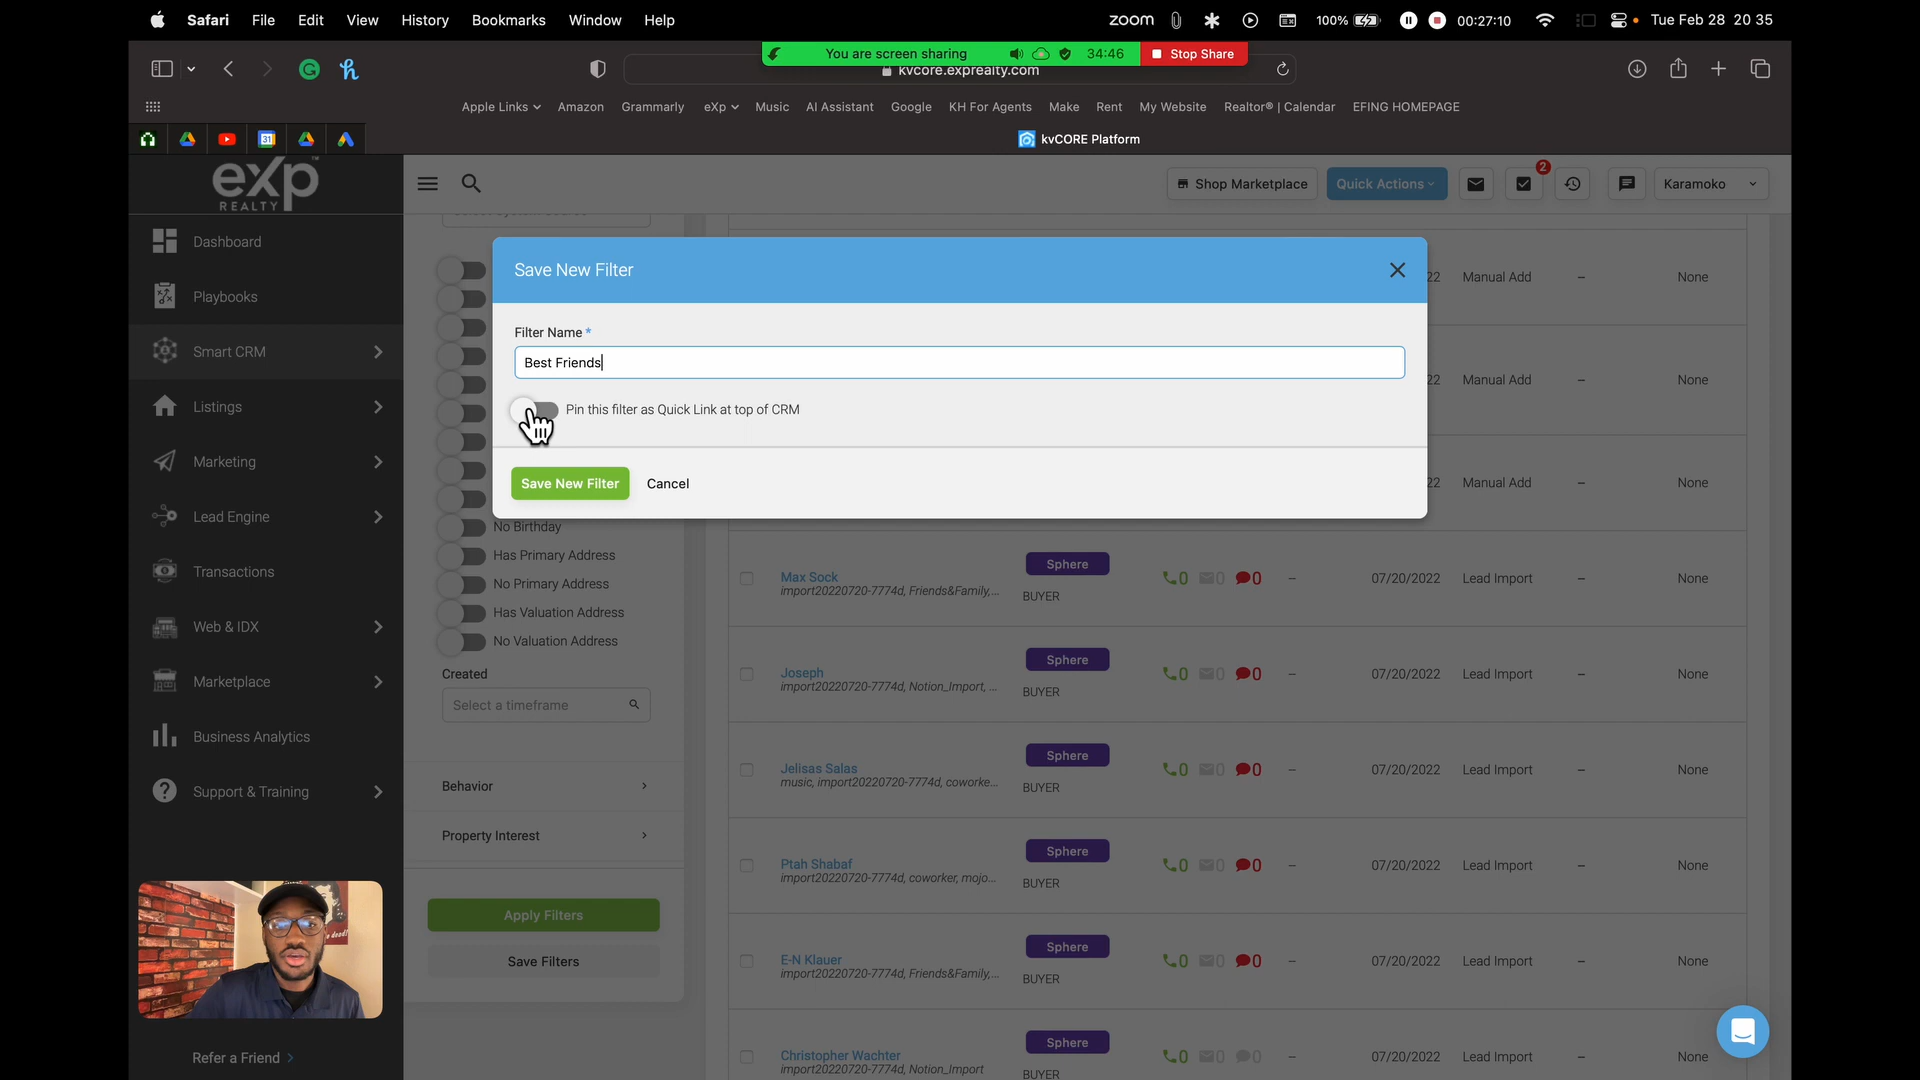 Safari File Edit View History Bookmarks Window Help
zoom 100% 00:27:10 Tue Feb 28 20 35
You are screen sharing 34:46 Stop Share
kvcore.exprealty.com
Apple Links Amazon Grammarly eXp Music AI Assistant Google KH For Agents Make Rent My Website Realtor® | Calendar EFING HOMEPAGE
31
kvCORE Platform
eXp
REALTY
Shop Marketplace
Quick Actions
2
Karamoko
Dashboard
Playbooks
Smart CRM
Listings
Marketing
Lead Engine
Transactions
Web & IDX
Marketplace
Business Analytics
Support & Training
Refer a Friend
Save New Filter
Filter Name *
Best Friends
Pin this filter as Quick Link at top of CRM
Save New Filter Cancel
No Birthday
Has Primary Address
No Primary Address
Has Valuation Address
No Valuation Address
Created
Select a timeframe
Behavior
Property Interest
Apply Filters
Save Filters
22 Manual Add – None
22 Manual Add – None
22 Manual Add – None
Max Sock Sphere 0 0 0 – 07/20/2022 Lead Import – None
import20220720-7774d, Friends&Family,... BUYER
Joseph Sphere 0 0 0 – 07/20/2022 Lead Import – None
import20220720-7774d, Notion_Import, ... BUYER
Jelisas Salas Sphere 0 0 0 – 07/20/2022 Lead Import – None
music, import20220720-7774d, coworke... BUYER
Ptah Shabaf Sphere 0 0 0 – 07/20/2022 Lead Import – None
import20220720-7774d, coworker, mojo... BUYER
E-N Klauer Sphere 0 0 0 – 07/20/2022 Lead Import – None
import20220720-7774d, Friends&Family,... BUYER
Christopher Wachter Sphere 0 0 0 – 07/20/2022 Lead Import – None
import20220720-7774d, Notion_Import BUYER